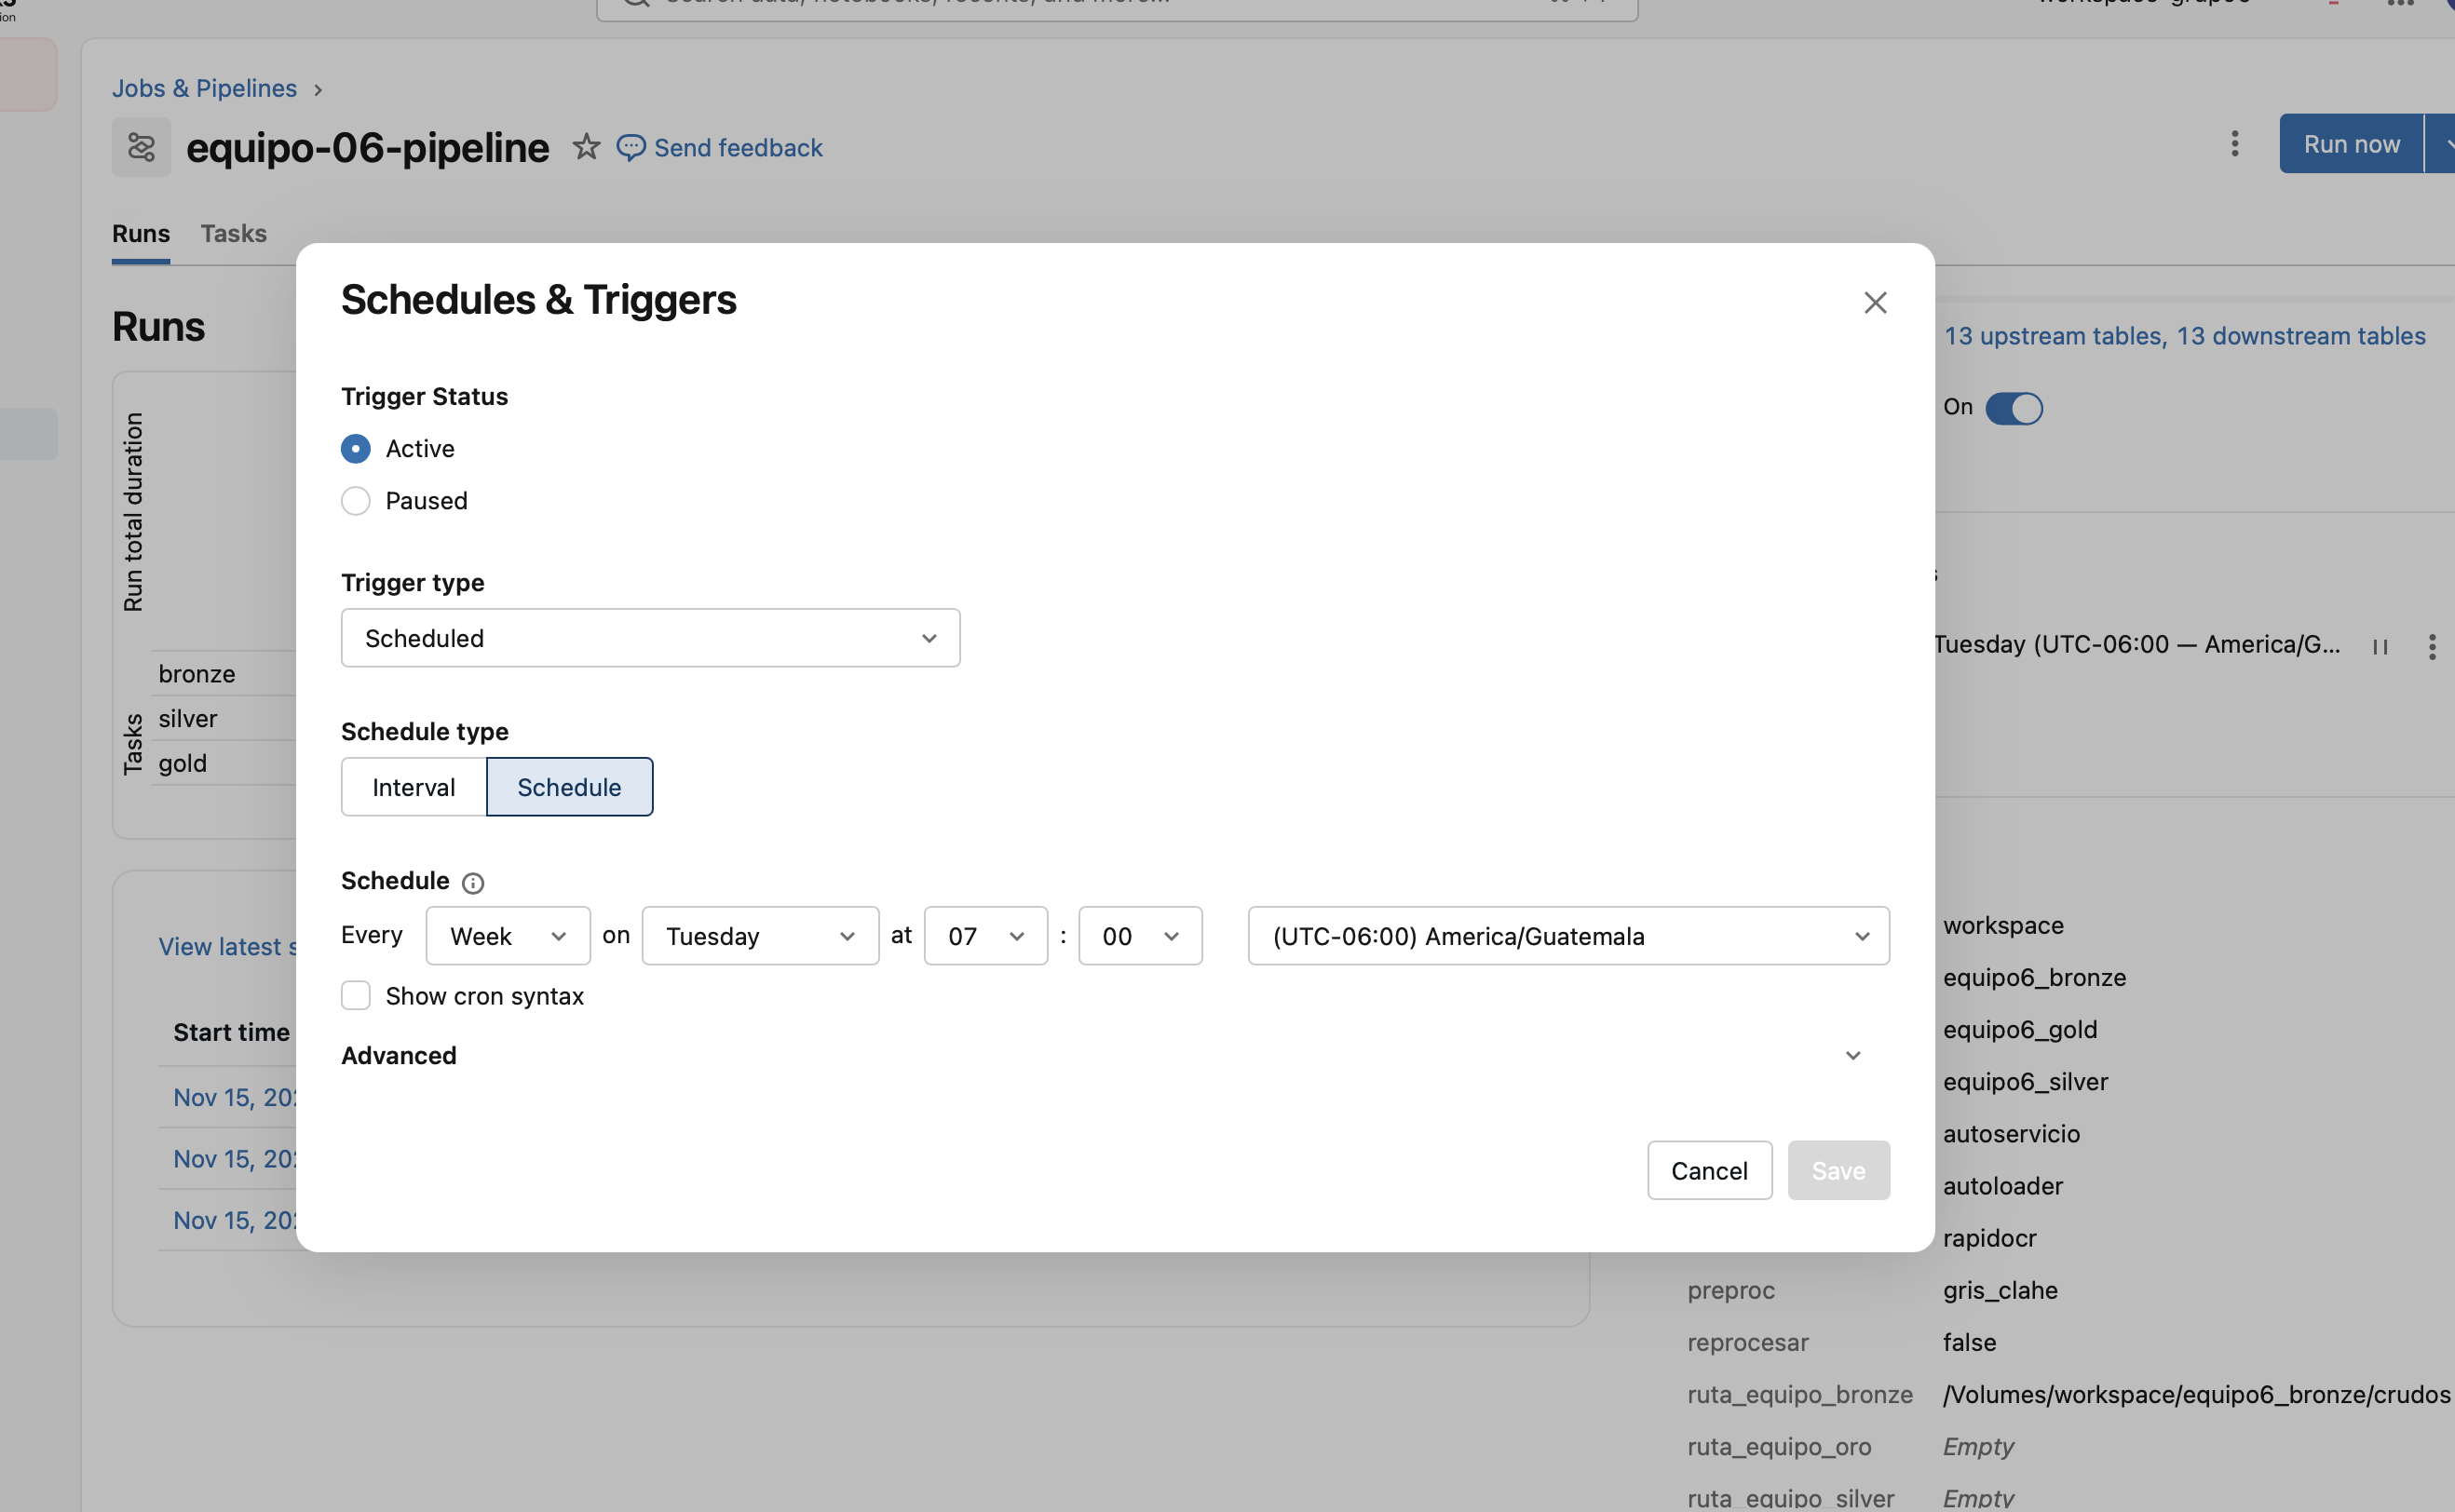 ion
Jobs & Pipelines
equipo-06-pipeline
Send feedback
Run now
Runs
Tasks
Runs
Run total duration
bronze
silver
gold
Tasks
View latest
Start time
Nov 15, 20
Nov 15, 20
Nov 15, 20
Schedules & Triggers
Trigger Status
Active
Paused
Trigger type
Scheduled
Schedule type
Interval
Schedule
Schedule
Every Week on Tuesday at 07 : 00 (UTC-06:00) America/Guatemala
Show cron syntax
Advanced
Cancel
Save
13 upstream tables, 13 downstream tables
On
Tuesday (UTC-06:00 — America/G...
workspace
equipo6_bronze
equipo6_gold
equipo6_silver
autoservicio
autoloader
rapidocr
preproc gris_clahe
reprocesar false
ruta_equipo_bronze /Volumes/workspace/equipo6_bronze/crudos
ruta_equipo_oro Empty
ruta_equipo_silver Empty